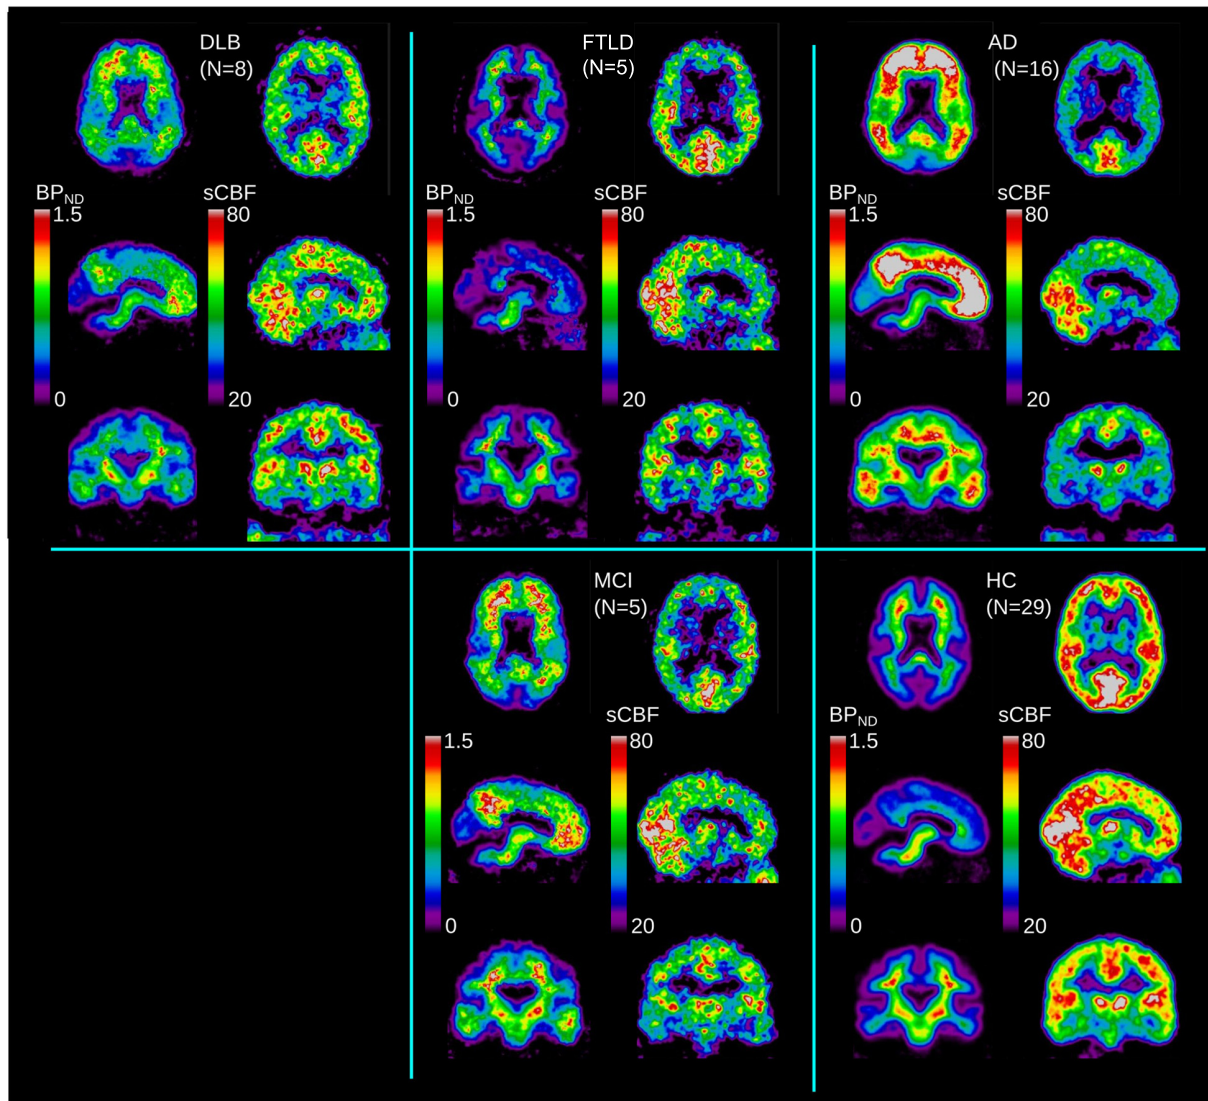 DLB
(N=8)
BPND
1.5
0
sCBF
80
20
FTLD
(N=5)
BPND
1.5
0
sCBF
80
20
AD
(N=16)
BPND
1.5
0
sCBF
80
20
MCI
(N=5)
1.5
0
sCBF
80
20
HC
(N=29)
BPND
1.5
0
sCBF
80
20